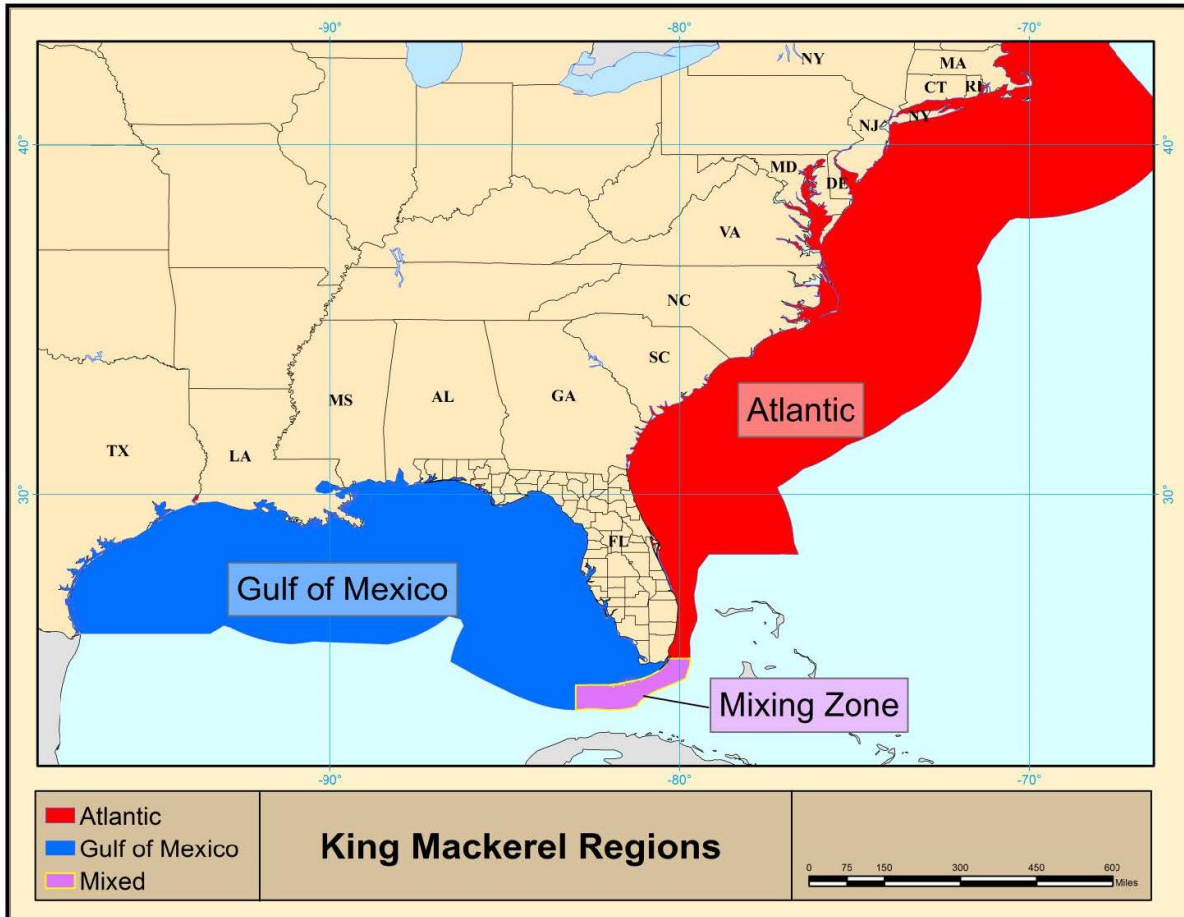 -90°
-80°
-70°
NY
MA
CT
RI
NY
NJ
40°
40°
MD
DE
VA
NC
SC
MS
AL
GA
Atlantic
TX
LA
30°
30°
FL
Gulf of Mexico
Mixing Zone
-90°
-80°
-70°
Atlantic
Gulf of Mexico
Mixed
King Mackerel Regions
0 75 150 300 450 600
Miles